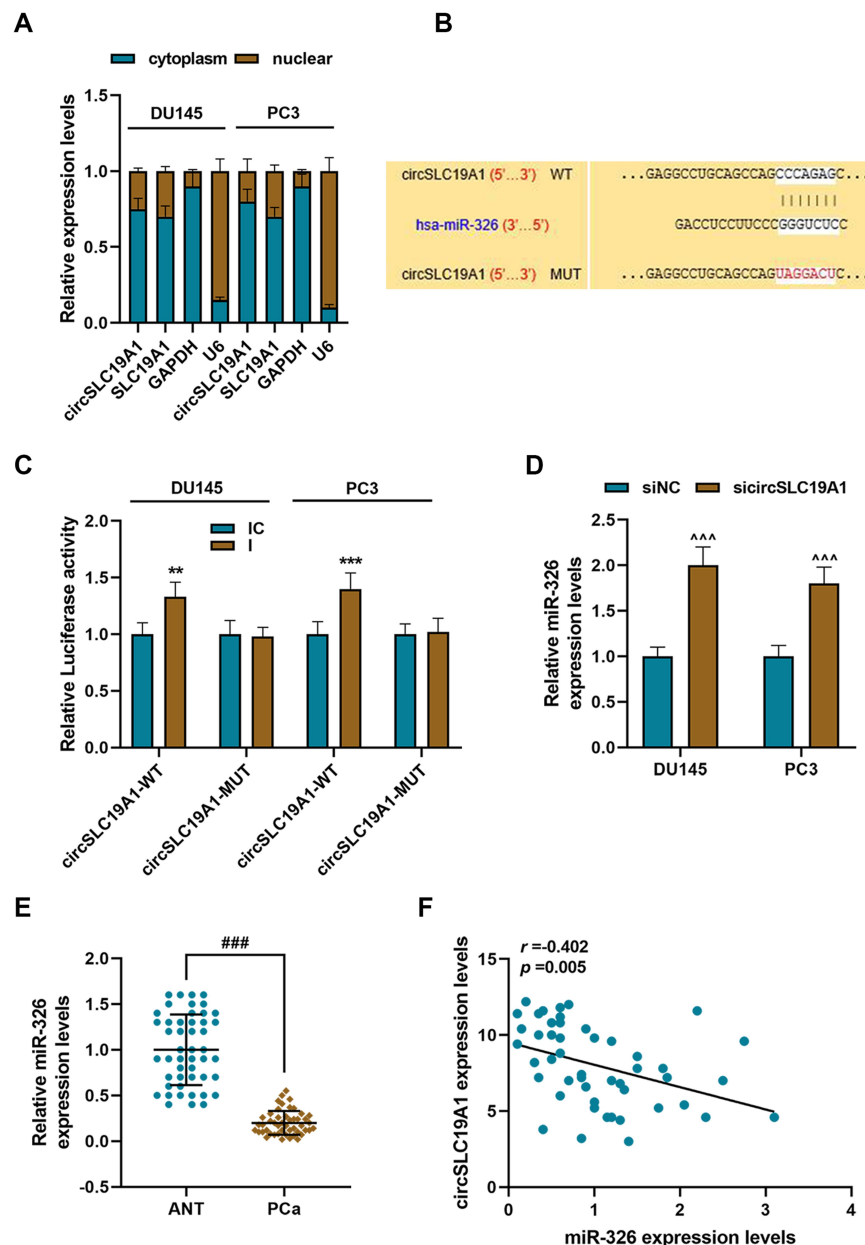 A
cytoplasm nuclear
DU145 PC3
Relative expression levels
1.5
1.0
0.5
0.0
circSLC19A1
SLC19A1
GAPDH
U6
circSLC19A1
SLC19A1
GAPDH
U6
B
circSLC19A1 (5'...3') WT ...GAGGCCUGCAGCCAGCCCAGAGC...
hsa-miR-326 (3'...5') GACCUCCUUCCCGGGUCUCC
circSLC19A1 (5'...3') MUT ...GAGGCCUGCAGCCAGUAGGACUC...
C
DU145 PC3
Relative Luciferase activity
2.0
1.5
1.0
0.5
0.0
IC
I
** ***
circSLC19A1-WT
circSLC19A1-MUT
circSLC19A1-WT
circSLC19A1-MUT
D
siNC sicircSLC19A1
Relative miR-326
expression levels
2.5
2.0
1.5
1.0
0.5
0.0
^^^ ^^^
DU145 PC3
E
Relative miR-326
expression levels
2.0
1.5
1.0
0.5
0.0
-0.5
###
ANT PCa
F
circSLC19A1 expression levels
r =-0.402
p =0.005
15
10
5
0
0 1 2 3 4
miR-326 expression levels